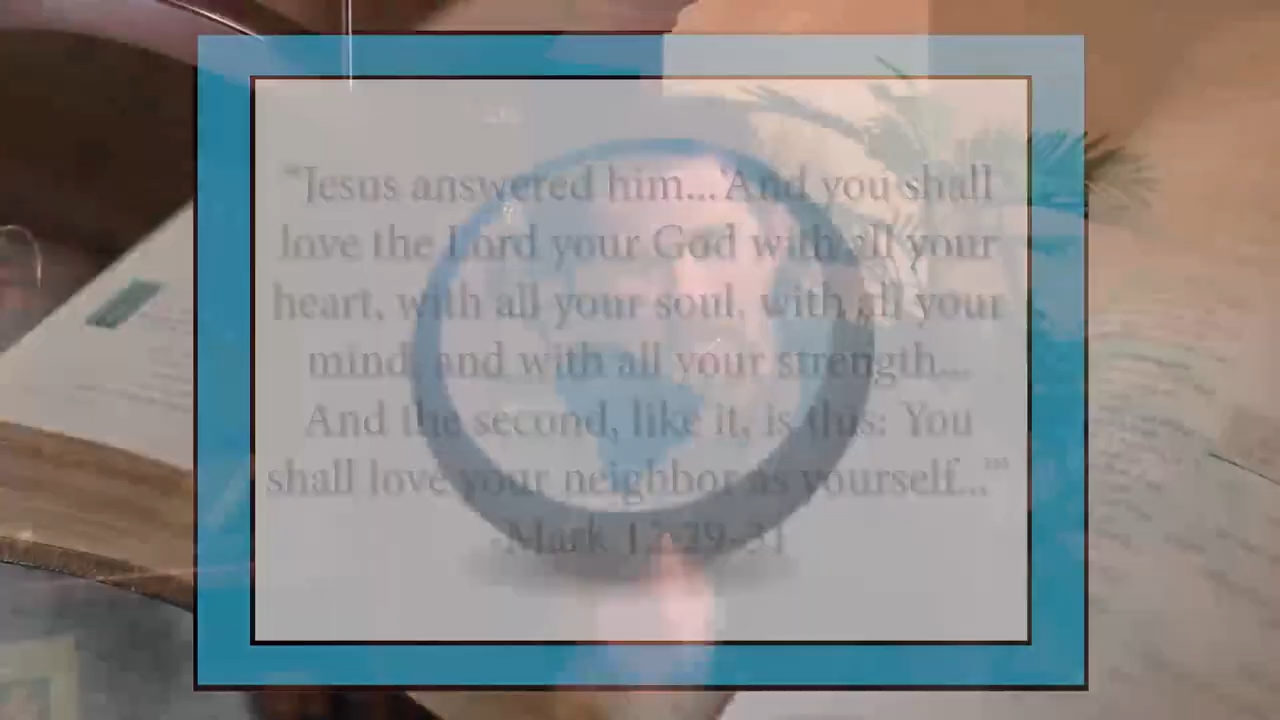 "Jesus answered him...'And you shall
love the Lord your God with all your
heart, with all your soul, with all your
mind, and with all your strength...
And the second, like it, is this: You
shall love your neighbor as yourself...'"
-Mark 12:29-31